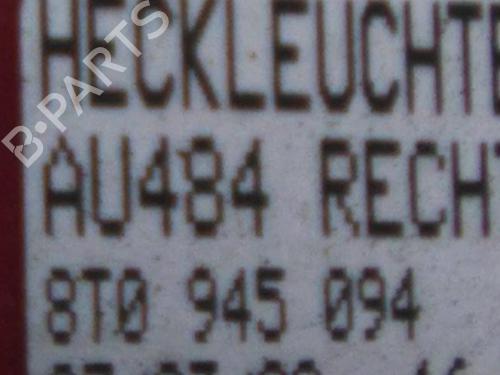 HECKLEUCHTE
AU484 RECHT
8T0 945 094
B-PARTS